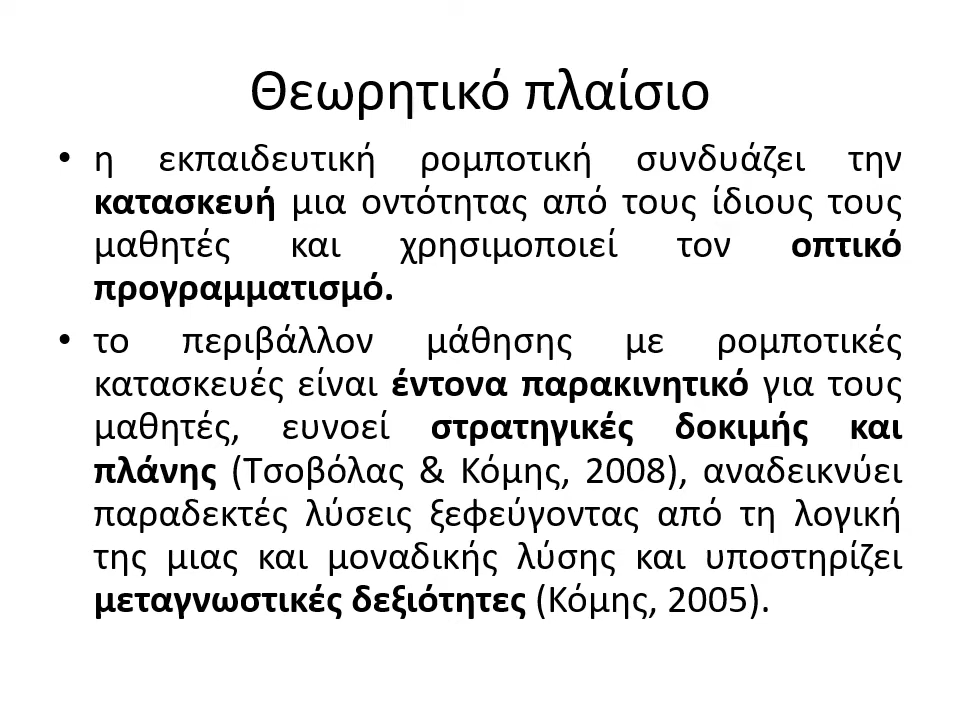 Θεωρητικό πλαίσιο
• η εκπαιδευτική ρομποτική συνδυάζει την
κατασκευή μια οντότητας από τους ίδιους τους
μαθητές και χρησιμοποιεί τον οπτικό
προγραμματισμό.
• το περιβάλλον μάθησης με ρομποτικές
κατασκευές είναι έντονα παρακινητικό για τους
μαθητές, ευνοεί στρατηγικές δοκιμής και
πλάνης (Τσοβόλας & Κόμης, 2008), αναδεικνύει
παραδεκτές λύσεις ξεφεύγοντας από τη λογική
της μιας και μοναδικής λύσης και υποστηρίζει
μεταγνωστικές δεξιότητες (Κόμης, 2005).